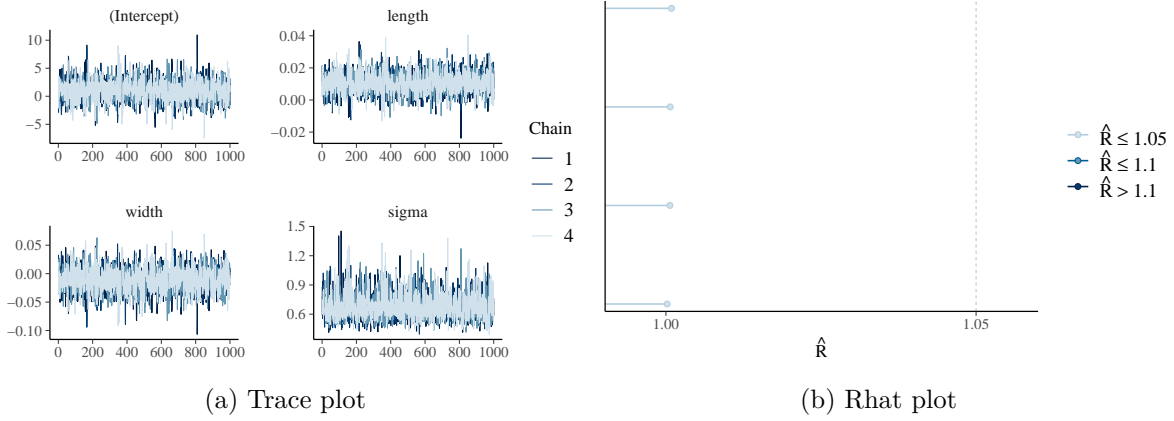 (Intercept)
length
10
5
0
−5
0 200 400 600 800 1000
0.04
0.02
0.00
−0.02
0 200 400 600 800 1000
width
sigma
0.05
0.00
−0.05
−0.10
0 200 400 600 800 1000
1.5
1.2
0.9
0.6
0 200 400 600 800 1000
Chain
1
2
3
4
(a) Trace plot
1.00 1.05
R̂
R̂ ≤ 1.05
R̂ ≤ 1.1
R̂ > 1.1
(b) Rhat plot